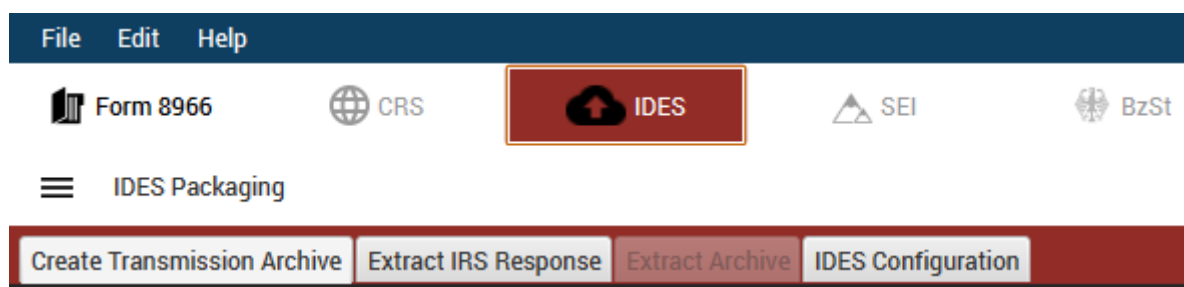 File Edit Help
Form 8966 CRS IDES SEI BzSt
IDES Packaging
Create Transmission Archive Extract IRS Response Extract Archive IDES Configuration